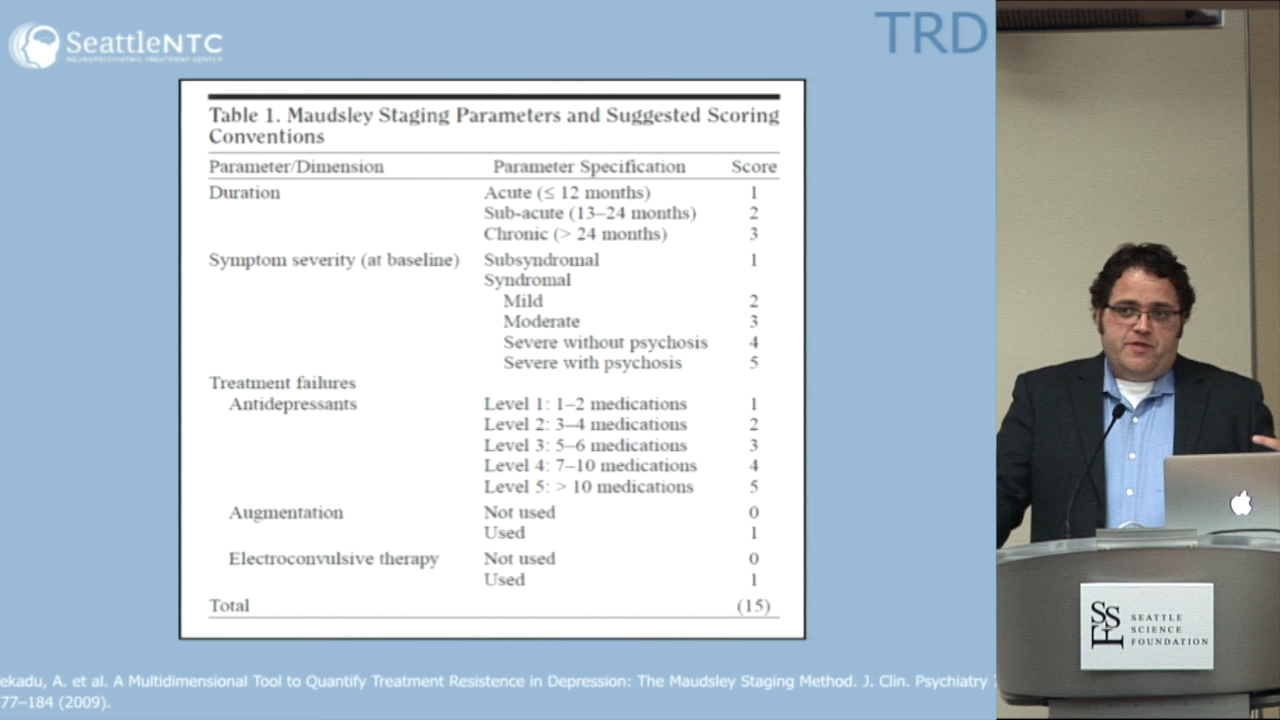 SeattleNTC
NEUROPSYCHIATRIC TREATMENT CENTER
TRD
Table 1. Maudsley Staging Parameters and Suggested Scoring
Conventions
Parameter/Dimension Parameter Specification Score
Duration Acute (≤ 12 months) 1
Sub-acute (13–24 months) 2
Chronic (> 24 months) 3
Symptom severity (at baseline) Subsyndromal 1
Syndromal
Mild 2
Moderate 3
Severe without psychosis 4
Severe with psychosis 5
Treatment failures
Antidepressants Level 1: 1–2 medications 1
Level 2: 3–4 medications 2
Level 3: 5–6 medications 3
Level 4: 7–10 medications 4
Level 5: > 10 medications 5
Augmentation Not used 0
Used 1
Electroconvulsive therapy Not used 0
Used 1
Total (15)
ekadu, A. et al. A Multidimensional Tool to Quantify Treatment Resistence in Depression: The Maudsley Staging Method. J. Clin. Psychiatry
77–184 (2009).
SSF
SEATTLE
SCIENCE
FOUNDATION